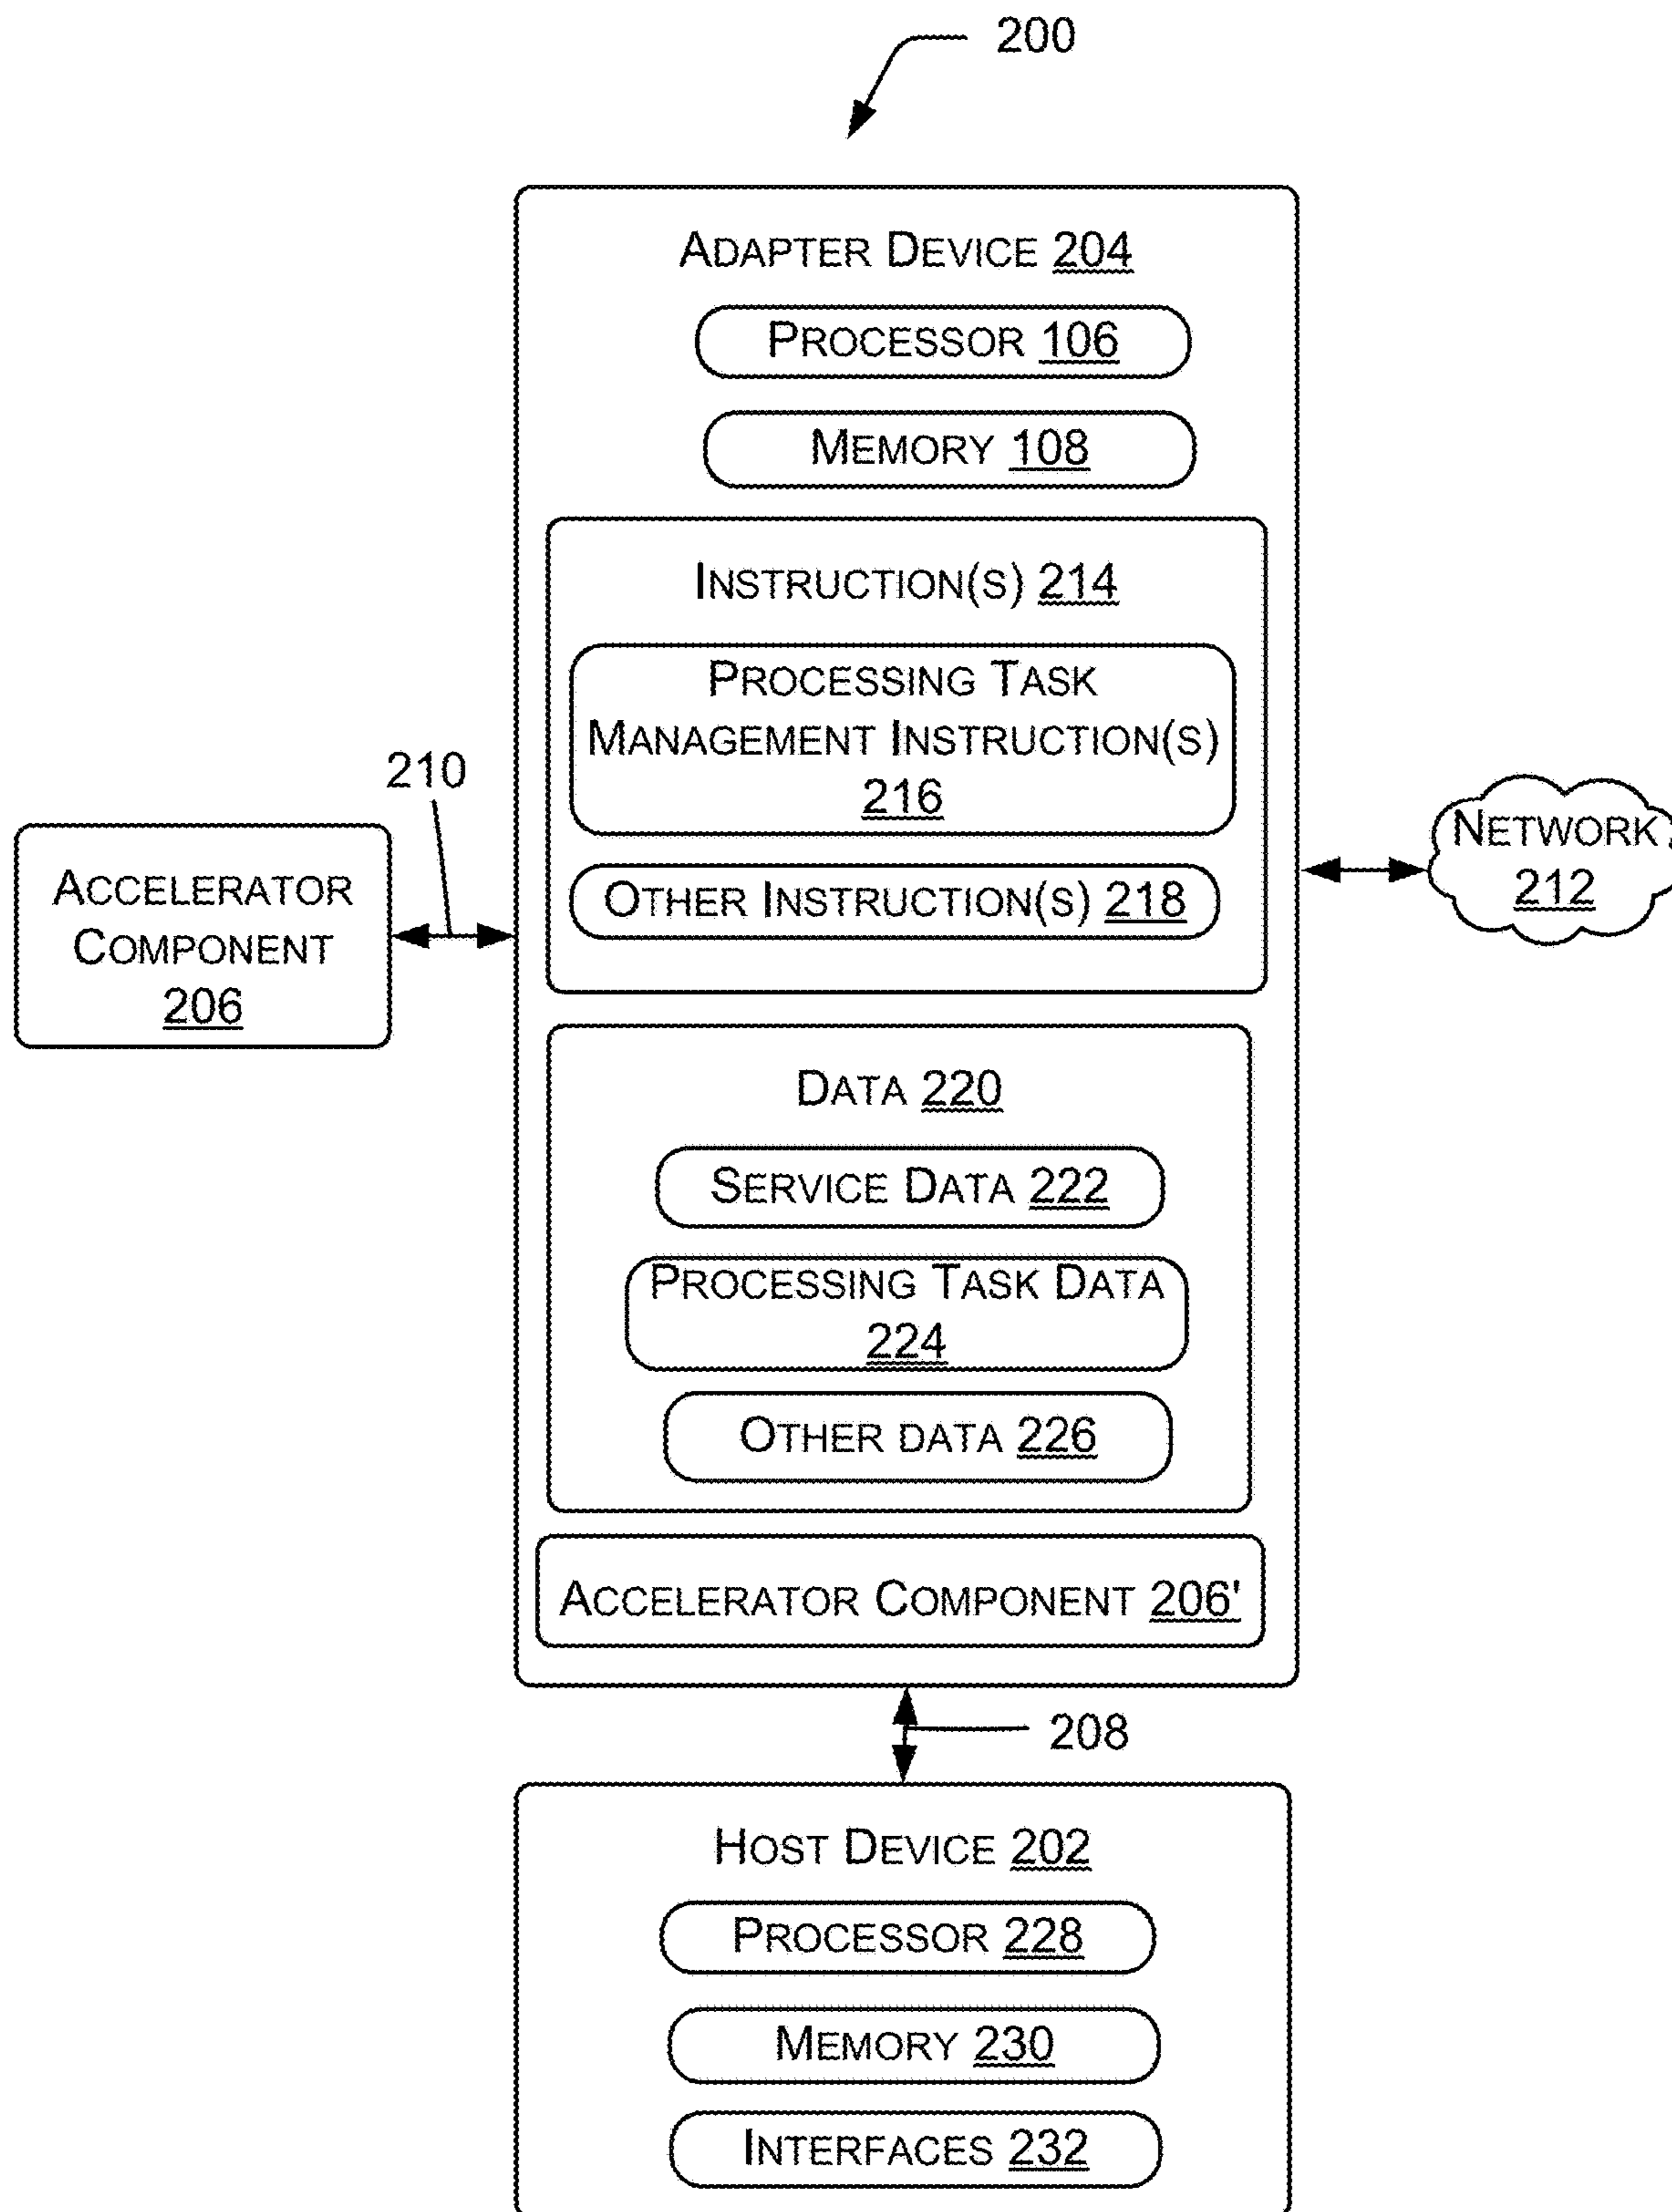 200
ADAPTER DEVICE 204
PROCESSOR 106
MEMORY 108
INSTRUCTION(S) 214
PROCESSING TASK
MANAGEMENT INSTRUCTION(S)
216
OTHER INSTRUCTION(S) 218
210
ACCELERATOR
COMPONENT
206
NETWORK
212
DATA 220
SERVICE DATA 222
PROCESSING TASK DATA
224
OTHER DATA 226
ACCELERATOR COMPONENT 206'
208
HOST DEVICE 202
PROCESSOR 228
MEMORY 230
INTERFACES 232